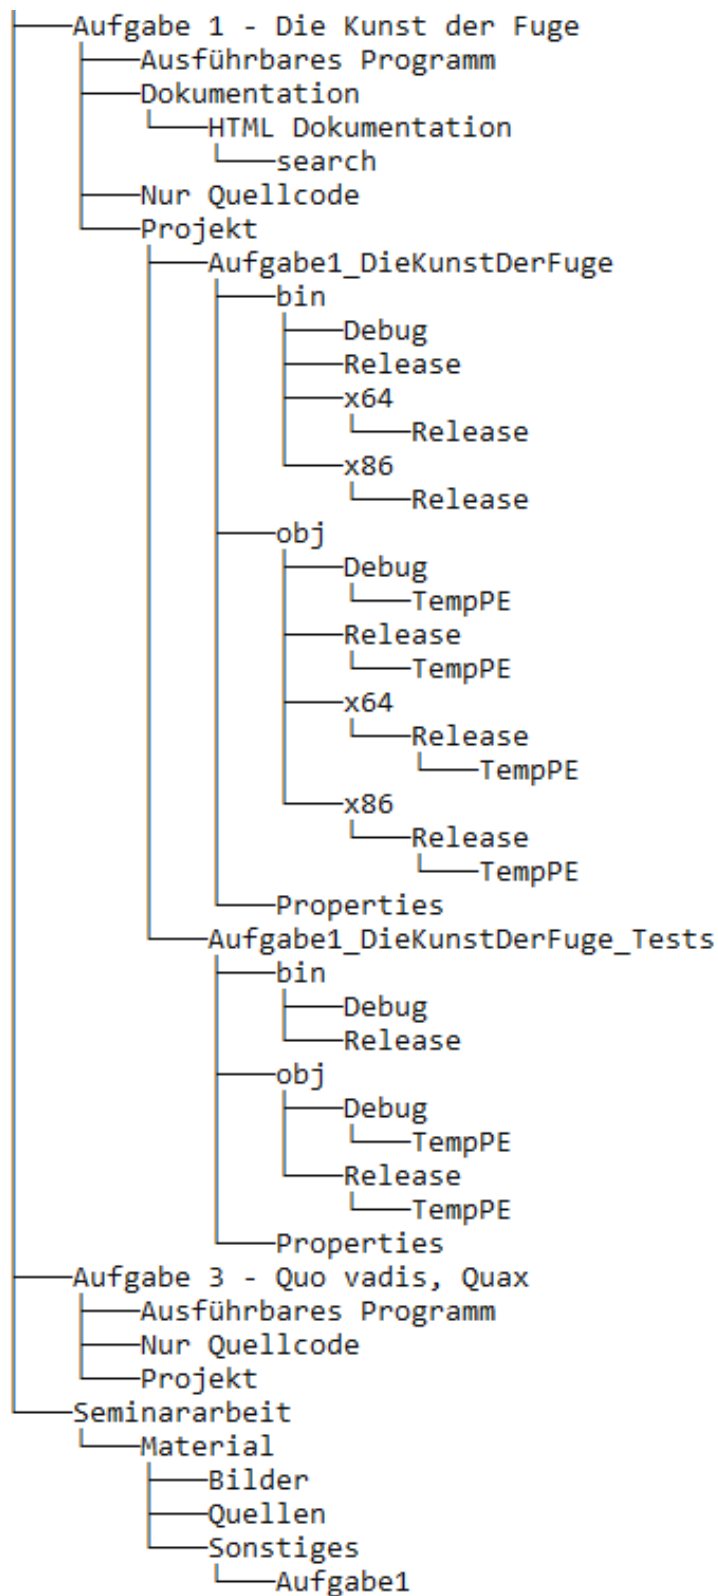 Aufgabe 1 - Die Kunst der Fuge
Ausführbares Programm
Dokumentation
HTML Dokumentation
search
Nur Quellcode
Projekt
Aufgabe1_DieKunstDerFuge
bin
Debug
Release
x64
Release
x86
Release
obj
Debug
TempPE
Release
TempPE
x64
Release
TempPE
x86
Release
TempPE
Properties
Aufgabe1_DieKunstDerFuge_Tests
bin
Debug
Release
obj
Debug
TempPE
Release
TempPE
Properties
Aufgabe 3 - Quo vadis, Quax
Ausführbares Programm
Nur Quellcode
Projekt
Seminararbeit
Material
Bilder
Quellen
Sonstiges
Aufgabe1